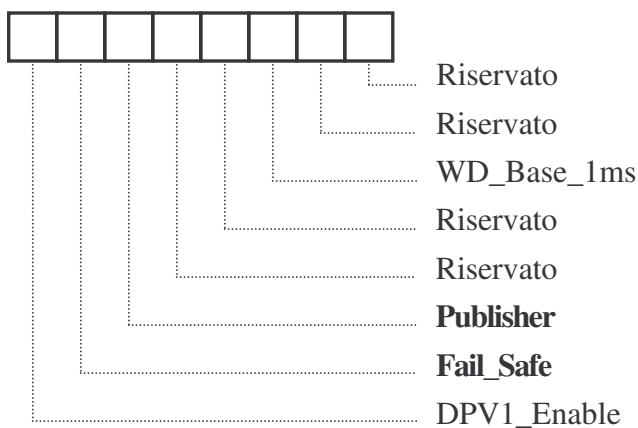 Riservato
Riservato
WD_Base_1ms
Riservato
Riservato
Publisher
Fail_Safe
DPV1_Enable